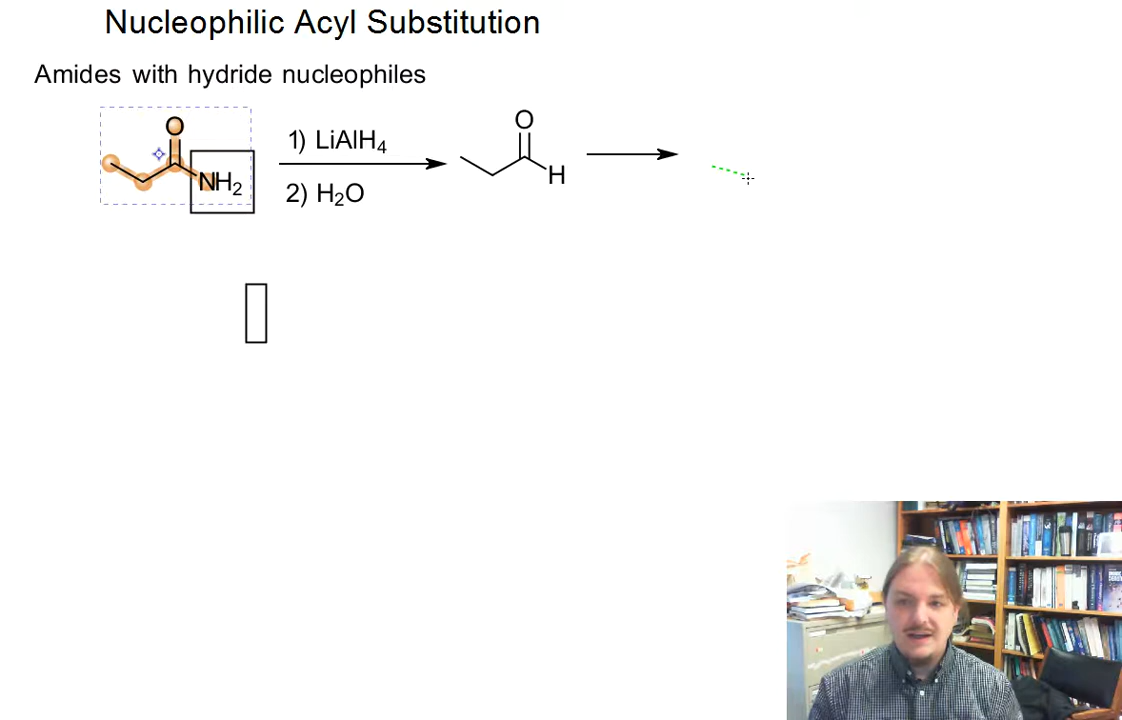 Nucleophilic Acyl Substitution
Amides with hydride nucleophiles
O
NH2
1) LiAlH4
2) H2O
O
H